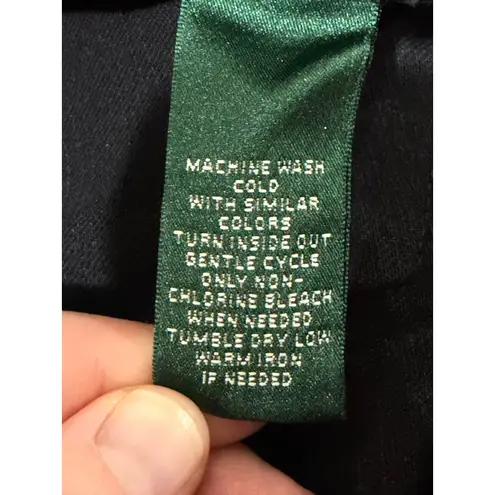 MACHINE WASH
COLD
WITH SIMILAR
COLORS
TURN INSIDE OUT
GENTLE CYCLE
ONLY NON-
CHLORINE BLEACH
WHEN NEEDED
TUMBLE DRY LOW
WARM IRON
IF NEEDED